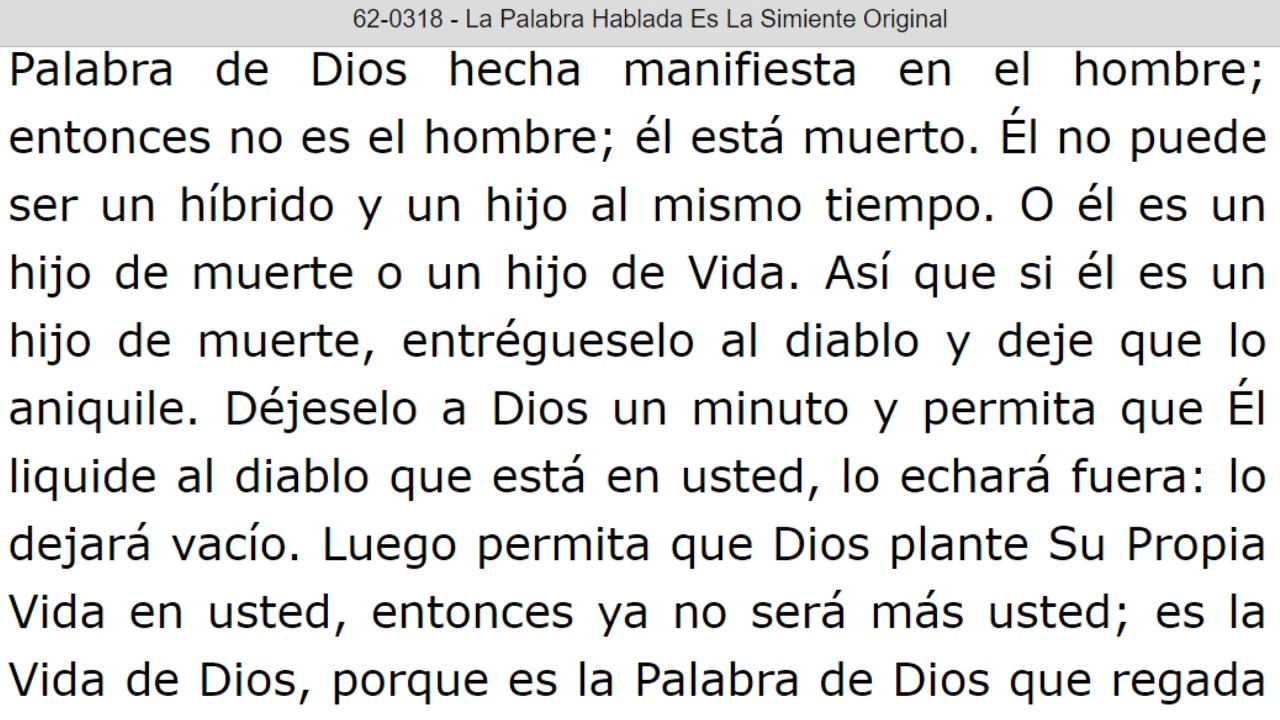 62-0318 - La Palabra Hablada Es La Simiente Original
Palabra de Dios hecha manifiesta en el hombre;
entonces no es el hombre; él está muerto. Él no puede
ser un híbrido y un hijo al mismo tiempo. O él es un
hijo de muerte o un hijo de Vida. Así que si él es un
hijo de muerte, entrégueselo al diablo y deje que lo
aniquile. Déjeselo a Dios un minuto y permita que Él
liquide al diablo que está en usted, lo echará fuera: lo
dejará vacío. Luego permita que Dios plante Su Propia
Vida en usted, entonces ya no será más usted; es la
Vida de Dios, porque es la Palabra de Dios que regada